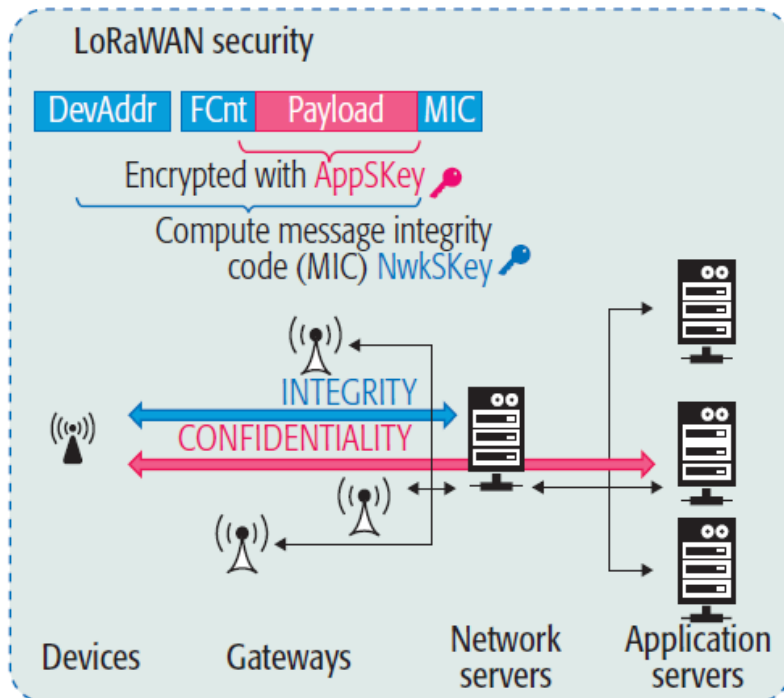 LoRaWAN security
DevAddr FCnt Payload MIC
Encrypted with AppSKey
Compute message integrity
code (MIC) NwkSKey
INTEGRITY
CONFIDENTIALITY
Devices
Gateways
Network
servers
Application
servers